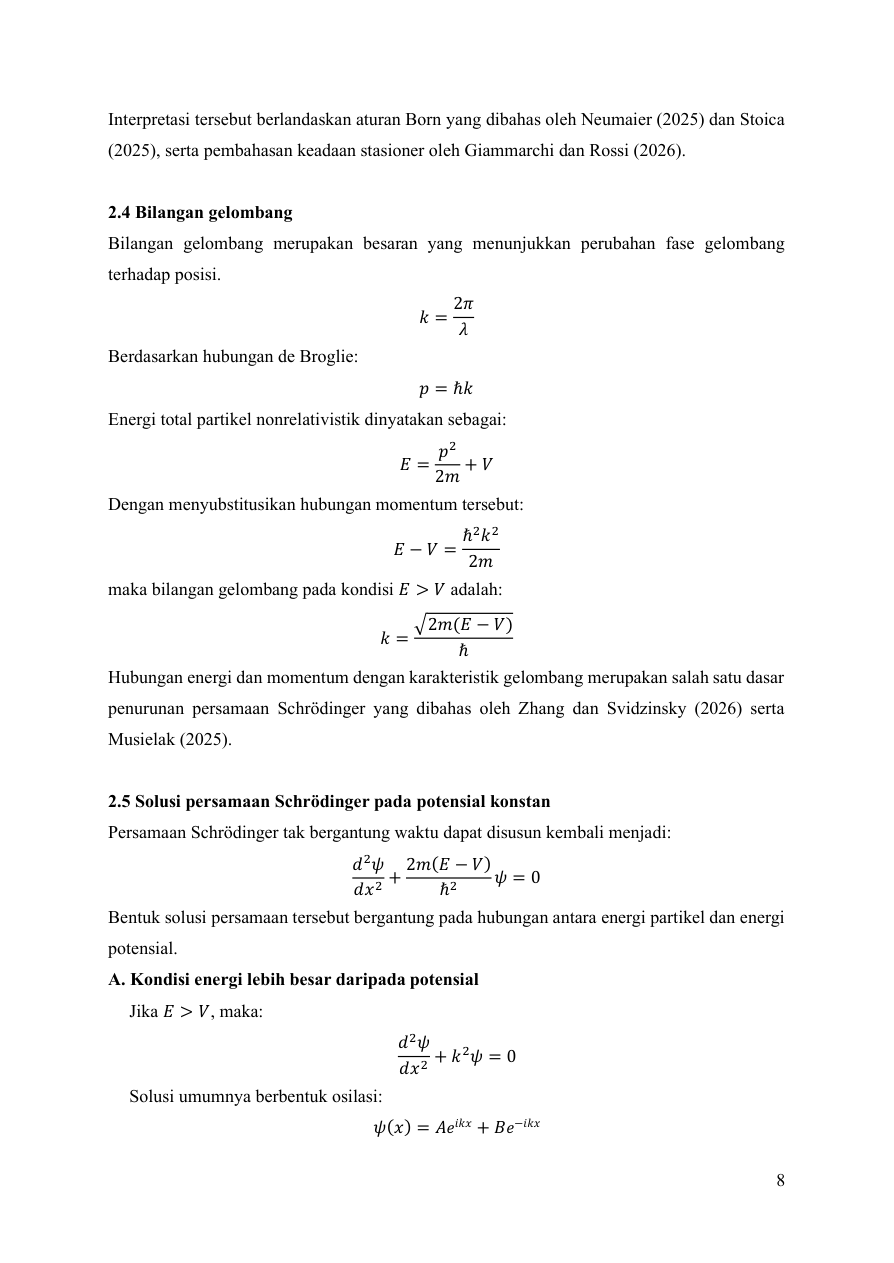 Interpretasi tersebut berlandaskan aturan Born yang dibahas oleh Neumaier (2025) dan Stoica
(2025), serta pembahasan keadaan stasioner oleh Giammarchi dan Rossi (2026).
2.4 Bilangan gelombang
Bilangan gelombang merupakan besaran yang menunjukkan perubahan fase gelombang
terhadap posisi.
k = 2π/λ
Berdasarkan hubungan de Broglie:
p = ħk
Energi total partikel nonrelativistik dinyatakan sebagai:
E = p²/2m + V
Dengan menyubstitusikan hubungan momentum tersebut:
E − V = ħ²k²/2m
maka bilangan gelombang pada kondisi E > V adalah:
k = √2m(E − V)/ħ
Hubungan energi dan momentum dengan karakteristik gelombang merupakan salah satu dasar
penurunan persamaan Schrödinger yang dibahas oleh Zhang dan Svidzinsky (2026) serta
Musielak (2025).
2.5 Solusi persamaan Schrödinger pada potensial konstan
Persamaan Schrödinger tak bergantung waktu dapat disusun kembali menjadi:
d²ψ/dx² + 2m(E − V)/ħ² ψ = 0
Bentuk solusi persamaan tersebut bergantung pada hubungan antara energi partikel dan energi
potensial.
A. Kondisi energi lebih besar daripada potensial
Jika E > V, maka:
d²ψ/dx² + k²ψ = 0
Solusi umumnya berbentuk osilasi:
ψ(x) = Ae^{ikx} + Be^{−ikx}
8